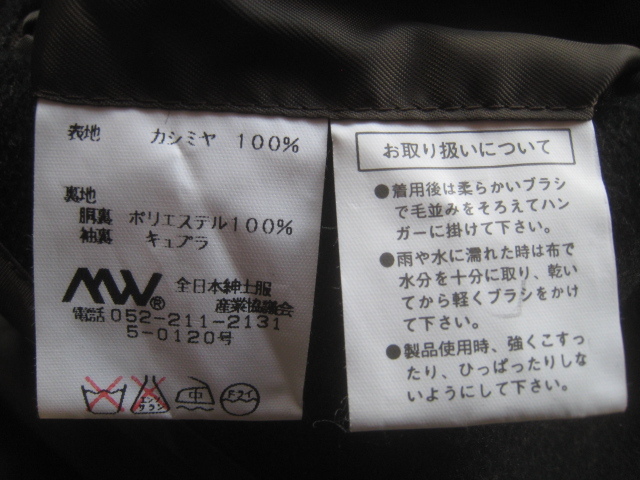 表地 カシミヤ 100%
裏地
胴裏 ポリエステル100%
袖裏 キュプラ
MW®
全日本紳士服
産業協議会
電話 052-211-2131
5-0120号
エンソ
サラシ
中
ドライ
お取り扱いについて
●着用後は柔らかいブラシ
で毛並みをそろえてハン
ガーに掛けて下さい。
●雨や水に濡れた時は布で
水分を十分に取り、乾い
てから軽くブラシをかけ
て下さい。
●製品使用時、強くこすっ
たり、ひっぱったりしな
いようにして下さい。